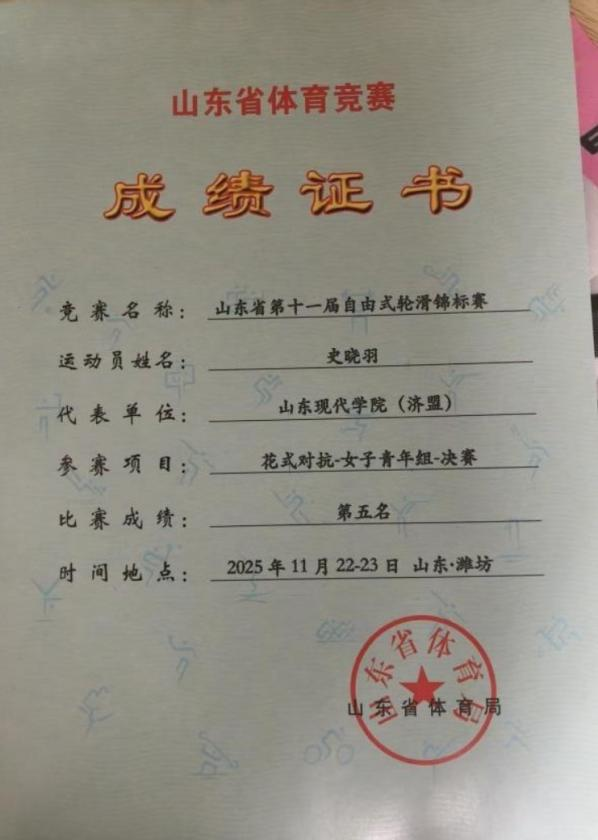 山东省体育竞赛
成绩证书
竞赛名称：山东省第十一届自由式轮滑锦标赛
运动员姓名：史晓羽
代表单位：山东现代学院（济盟）
参赛项目：花式对抗-女子青年组-决赛
比赛成绩：第五名
时间地点：2025年11月22-23日 山东·潍坊
山东省体育局
山东省体育局